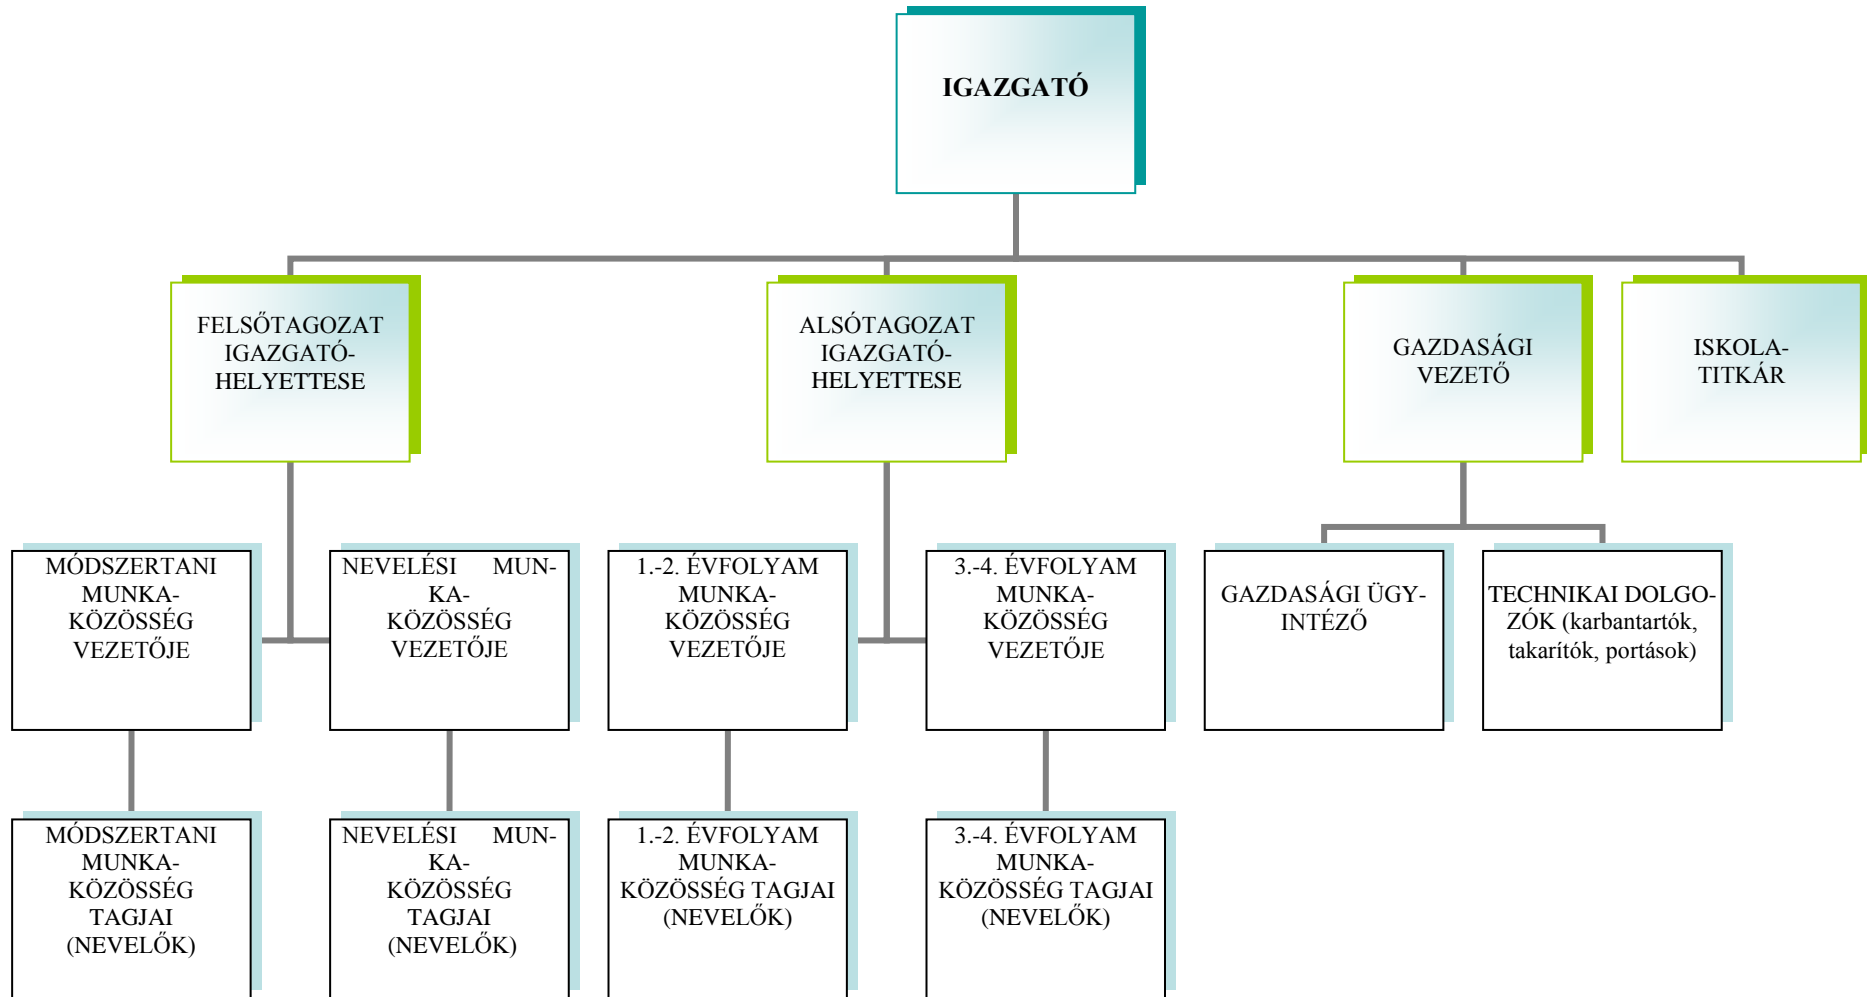 IGAZGATÓ
FELSŐTAGOZAT
IGAZGATÓ-
HELYETTESE
ALSÓTAGOZAT
IGAZGATÓ-
HELYETTESE
GAZDASÁGI
VEZETŐ
ISKOLA-
TITKÁR
MÓDSZERTANI
MUNKA-
KÖZÖSSÉG
VEZETŐJE
NEVELÉSI MUN-
KA-
KÖZÖSSÉG
VEZETŐJE
1.-2. ÉVFOLYAM
MUNKA-
KÖZÖSSÉG
VEZETŐJE
3.-4. ÉVFOLYAM
MUNKA-
KÖZÖSSÉG
VEZETŐJE
GAZDASÁGI ÜGY-
INTÉZŐ
TECHNIKAI DOLGO-
ZÓK (karbantartók,
takarítók, portások)
MÓDSZERTANI
MUNKA-
KÖZÖSSÉG
TAGJAI
(NEVELŐK)
NEVELÉSI MUN-
KA-
KÖZÖSSÉG
TAGJAI
(NEVELŐK)
1.-2. ÉVFOLYAM
MUNKA-
KÖZÖSSÉG TAGJAI
(NEVELŐK)
3.-4. ÉVFOLYAM
MUNKA-
KÖZÖSSÉG TAGJAI
(NEVELŐK)